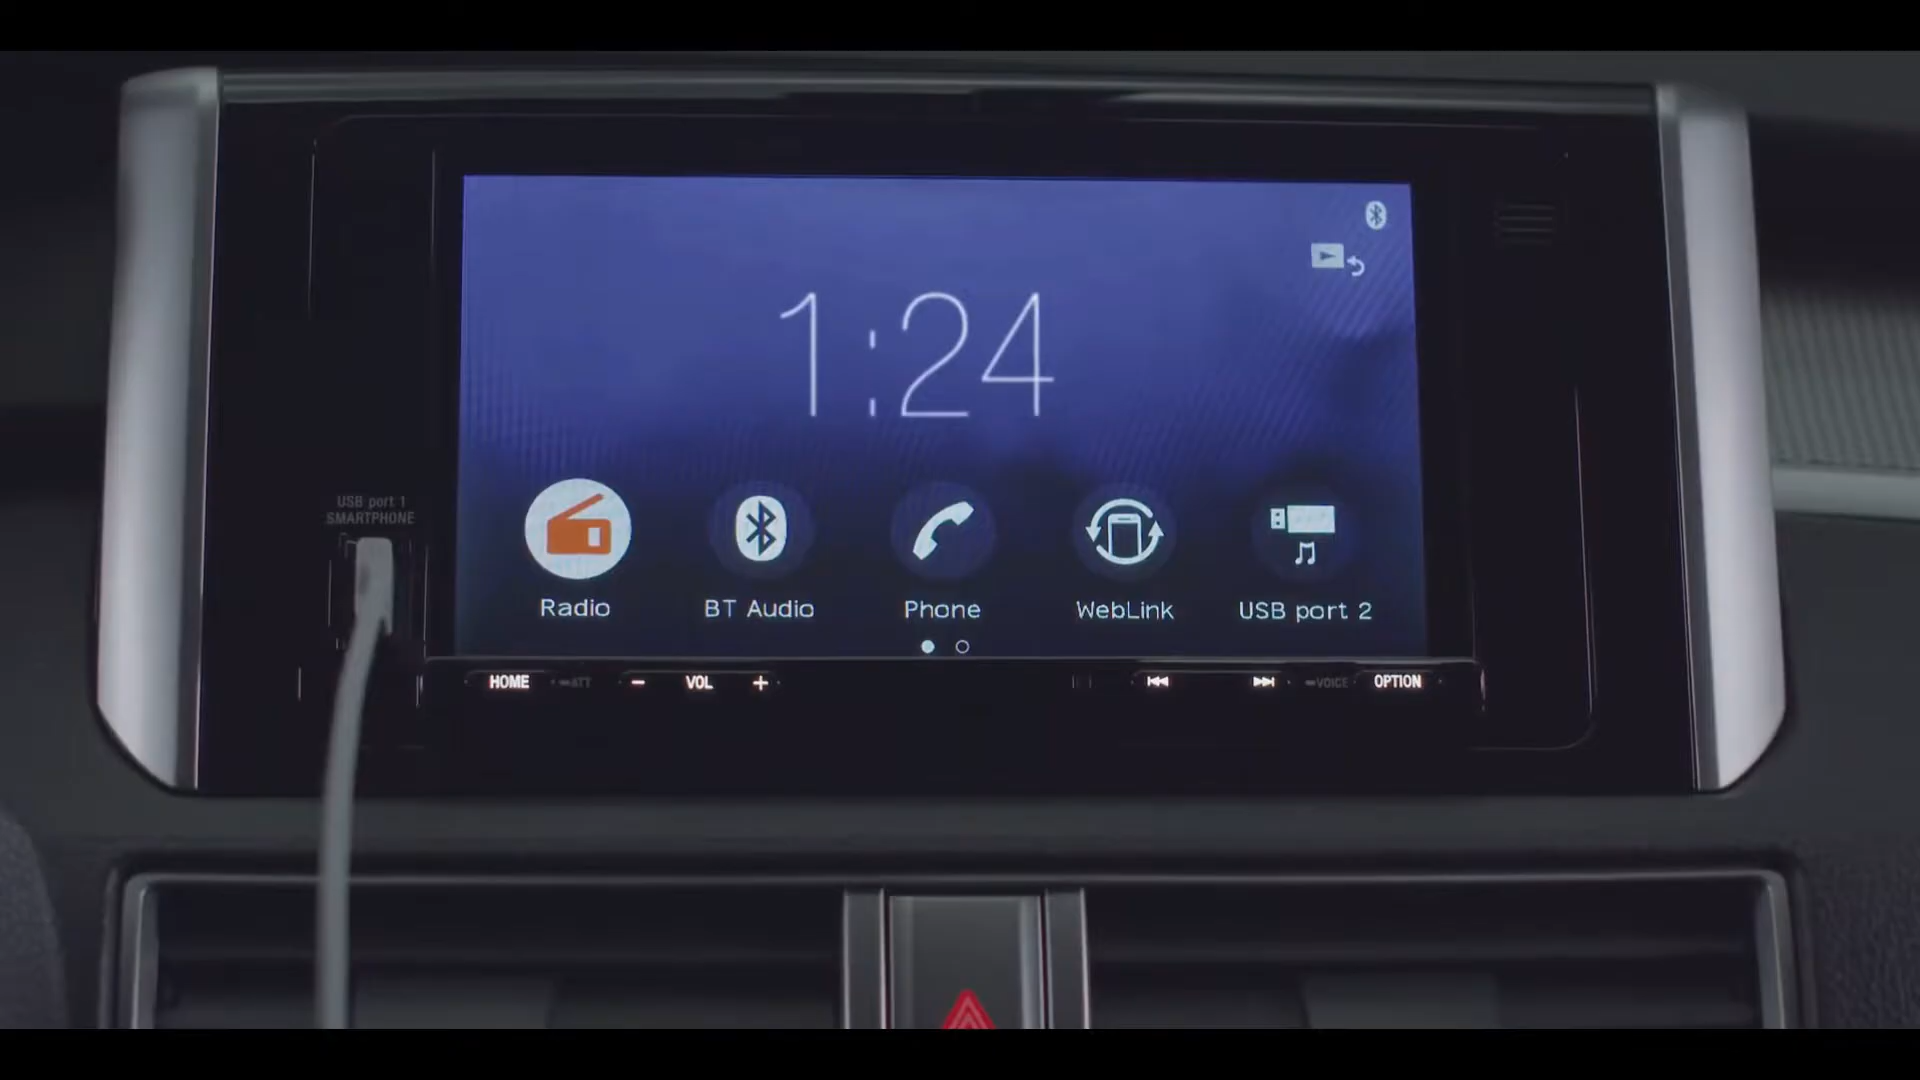 1:24
USB port 1
SMARTPHONE
Radio
BT Audio
Phone
WebLink
USB port 2
HOME
ATT
- VOL +
VOICE
OPTION